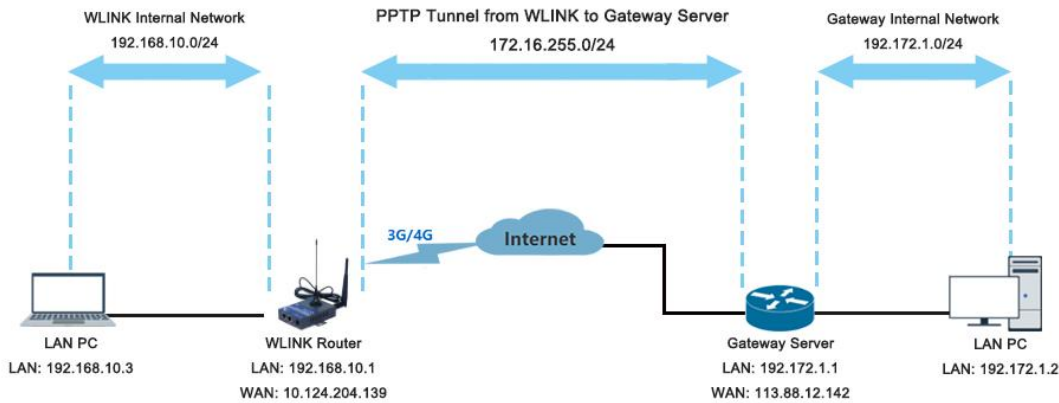 WLINK Internal Network
192.168.10.0/24
PPTP Tunnel from WLINK to Gateway Server
172.16.255.0/24
Gateway Internal Network
192.172.1.0/24
3G/4G
Internet
LAN PC
LAN: 192.168.10.3
WLINK Router
LAN: 192.168.10.1
WAN: 10.124.204.139
Gateway Server
LAN: 192.172.1.1
WAN: 113.88.12.142
LAN PC
LAN: 192.172.1.2